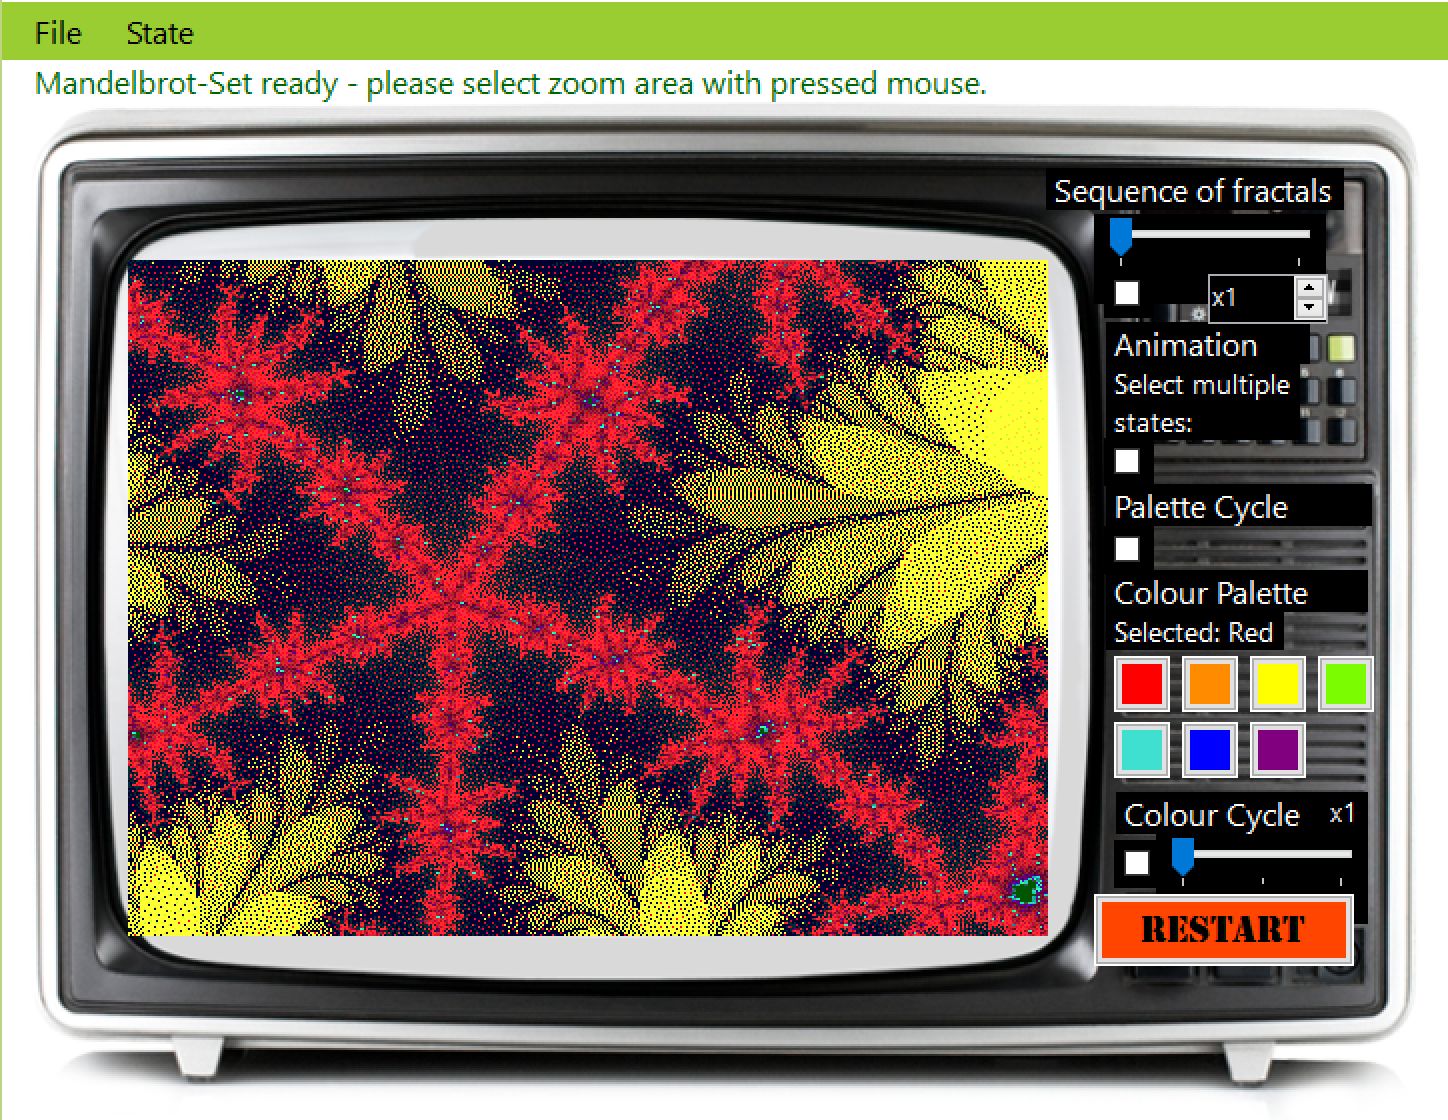 File State
Mandelbrot-Set ready - please select zoom area with pressed mouse.
Sequence of fractals
x1
Animation
Select multiple
states:
Palette Cycle
Colour Palette
Selected: Red
Colour Cycle x1
RESTART